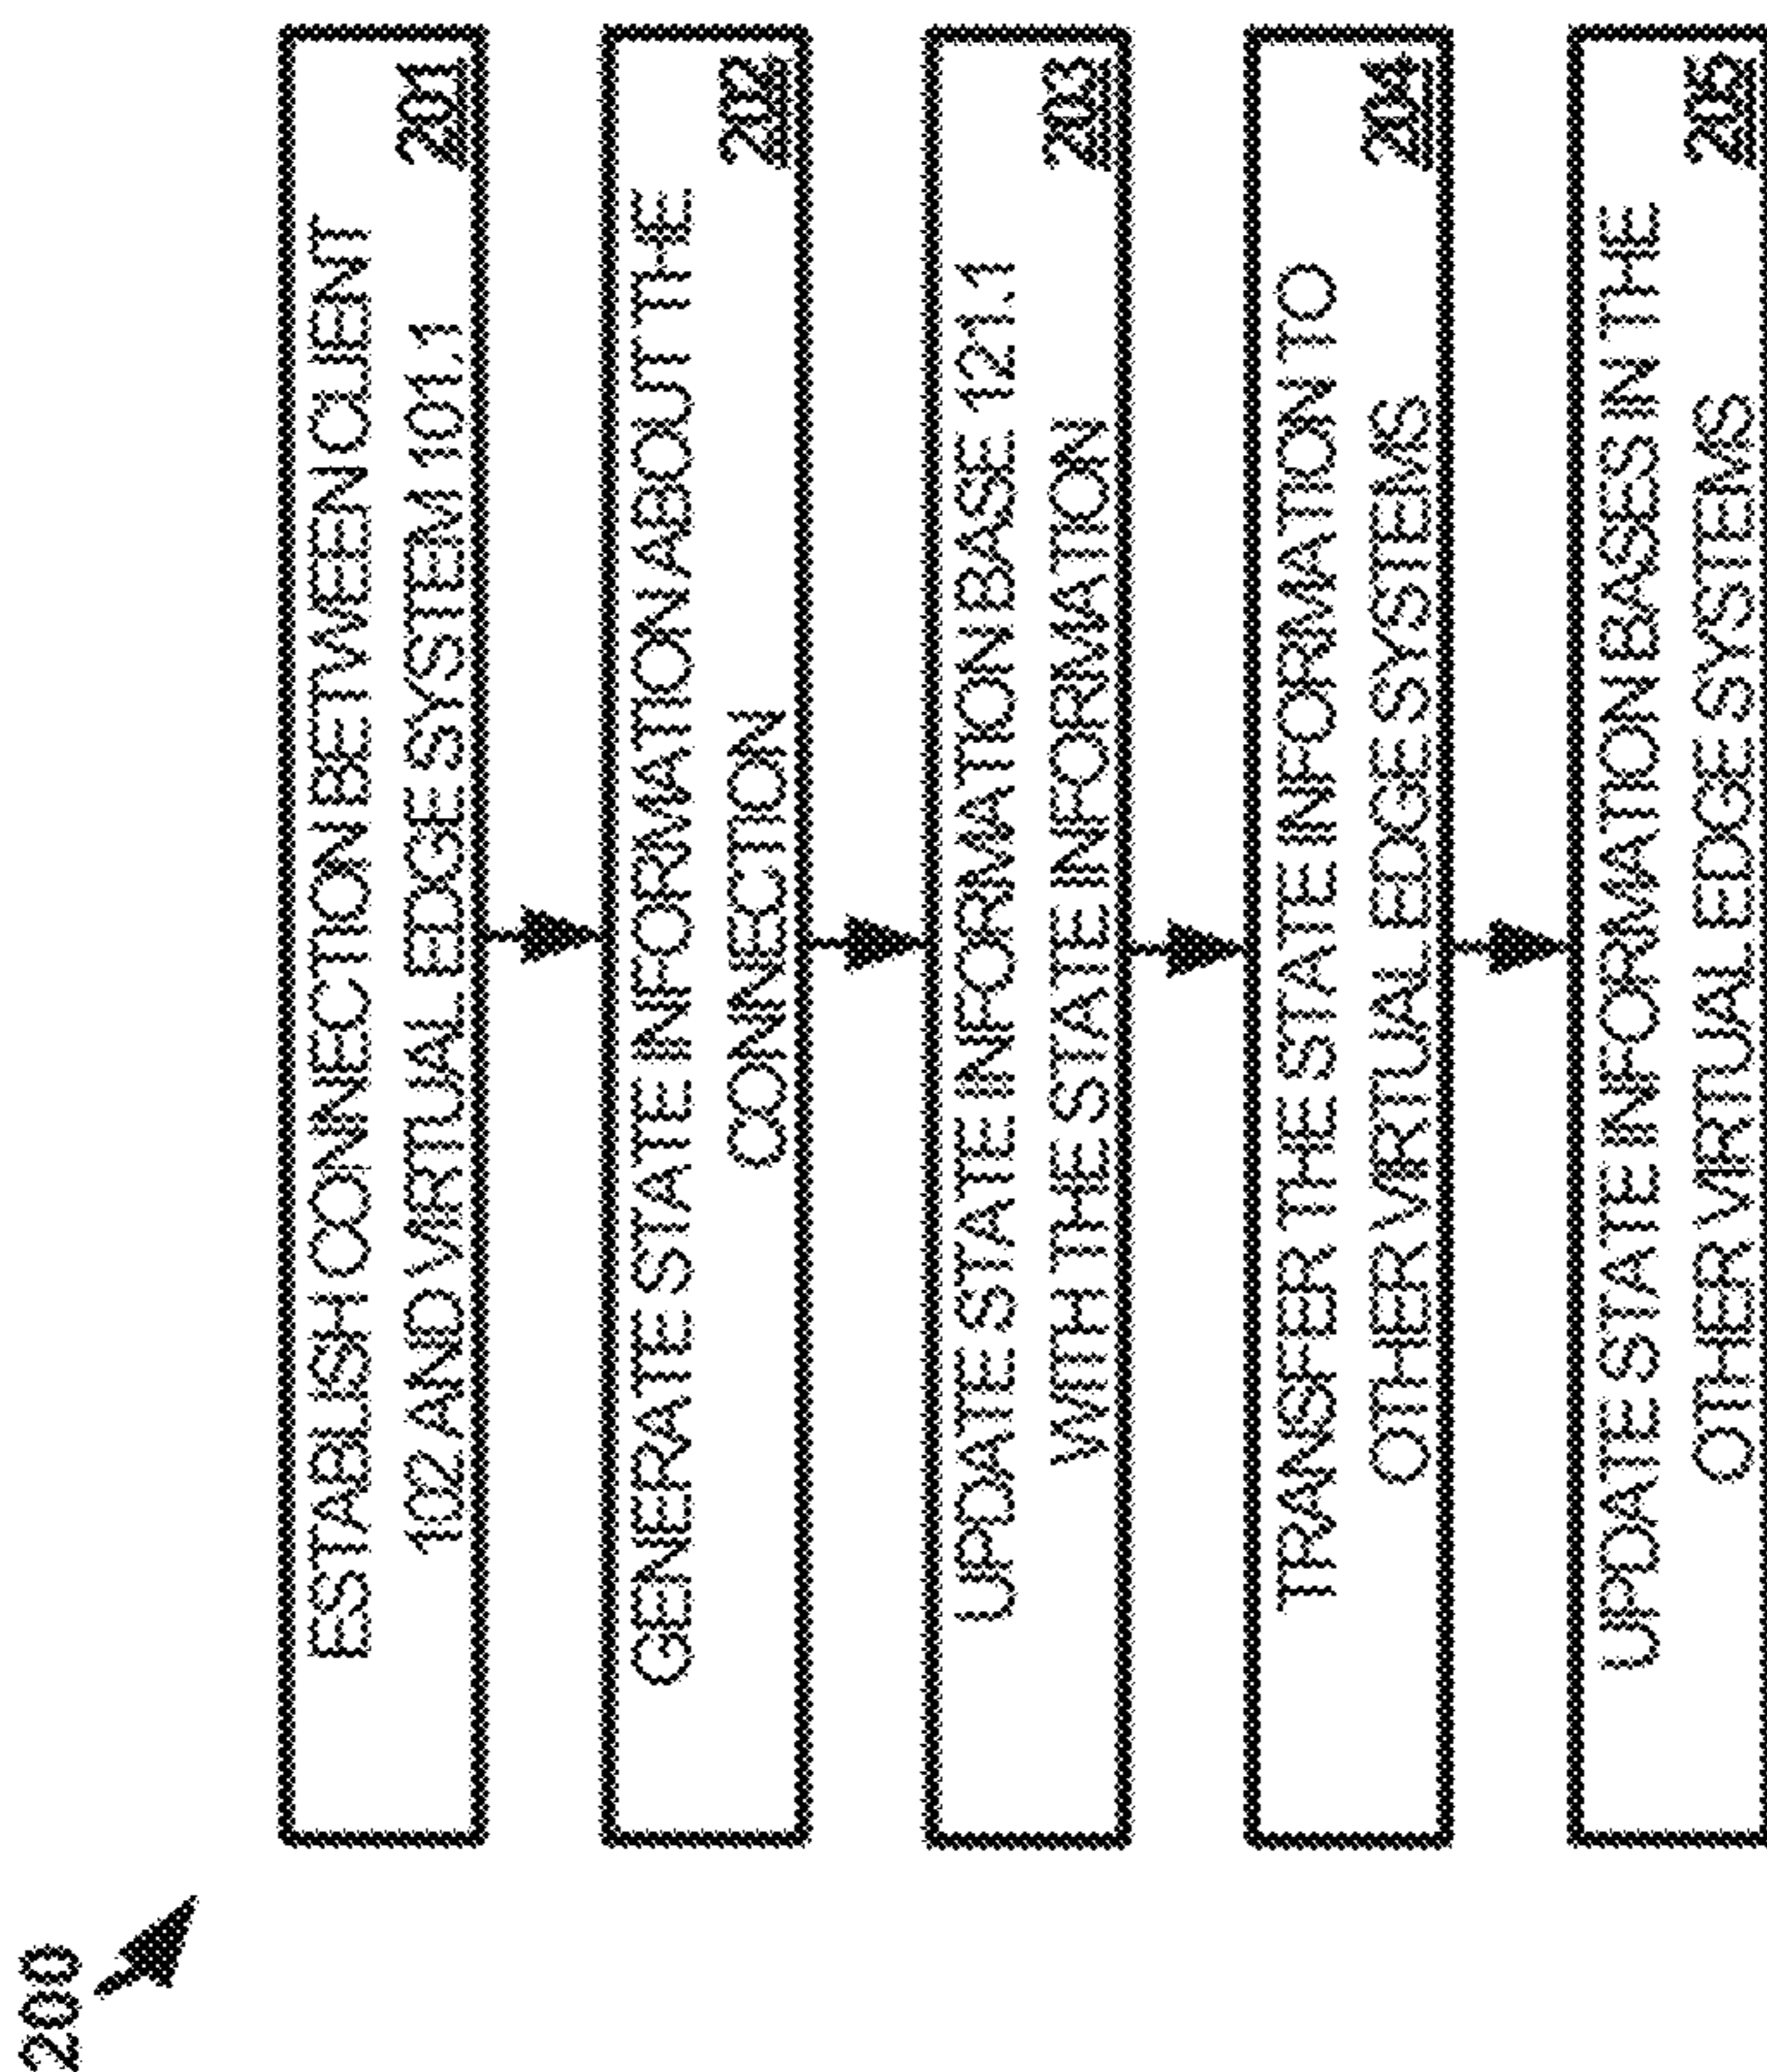 200
ESTABLISH CONNECTION BETWEEN CLIENT
102 AND VIRTUAL EDGE SYSTEM 101.1
201
GENERATE STATE INFORMATION ABOUT THE
CONNECTION
202
UPDATE STATE INFORMATION BASE 121.1
WITH THE STATE INFORMATION
203
TRANSFER THE STATE INFORMATION TO
OTHER VIRTUAL EDGE SYSTEMS
204
UPDATE STATE INFORMATION BASES IN THE
OTHER VIRTUAL EDGE SYSTEMS
205